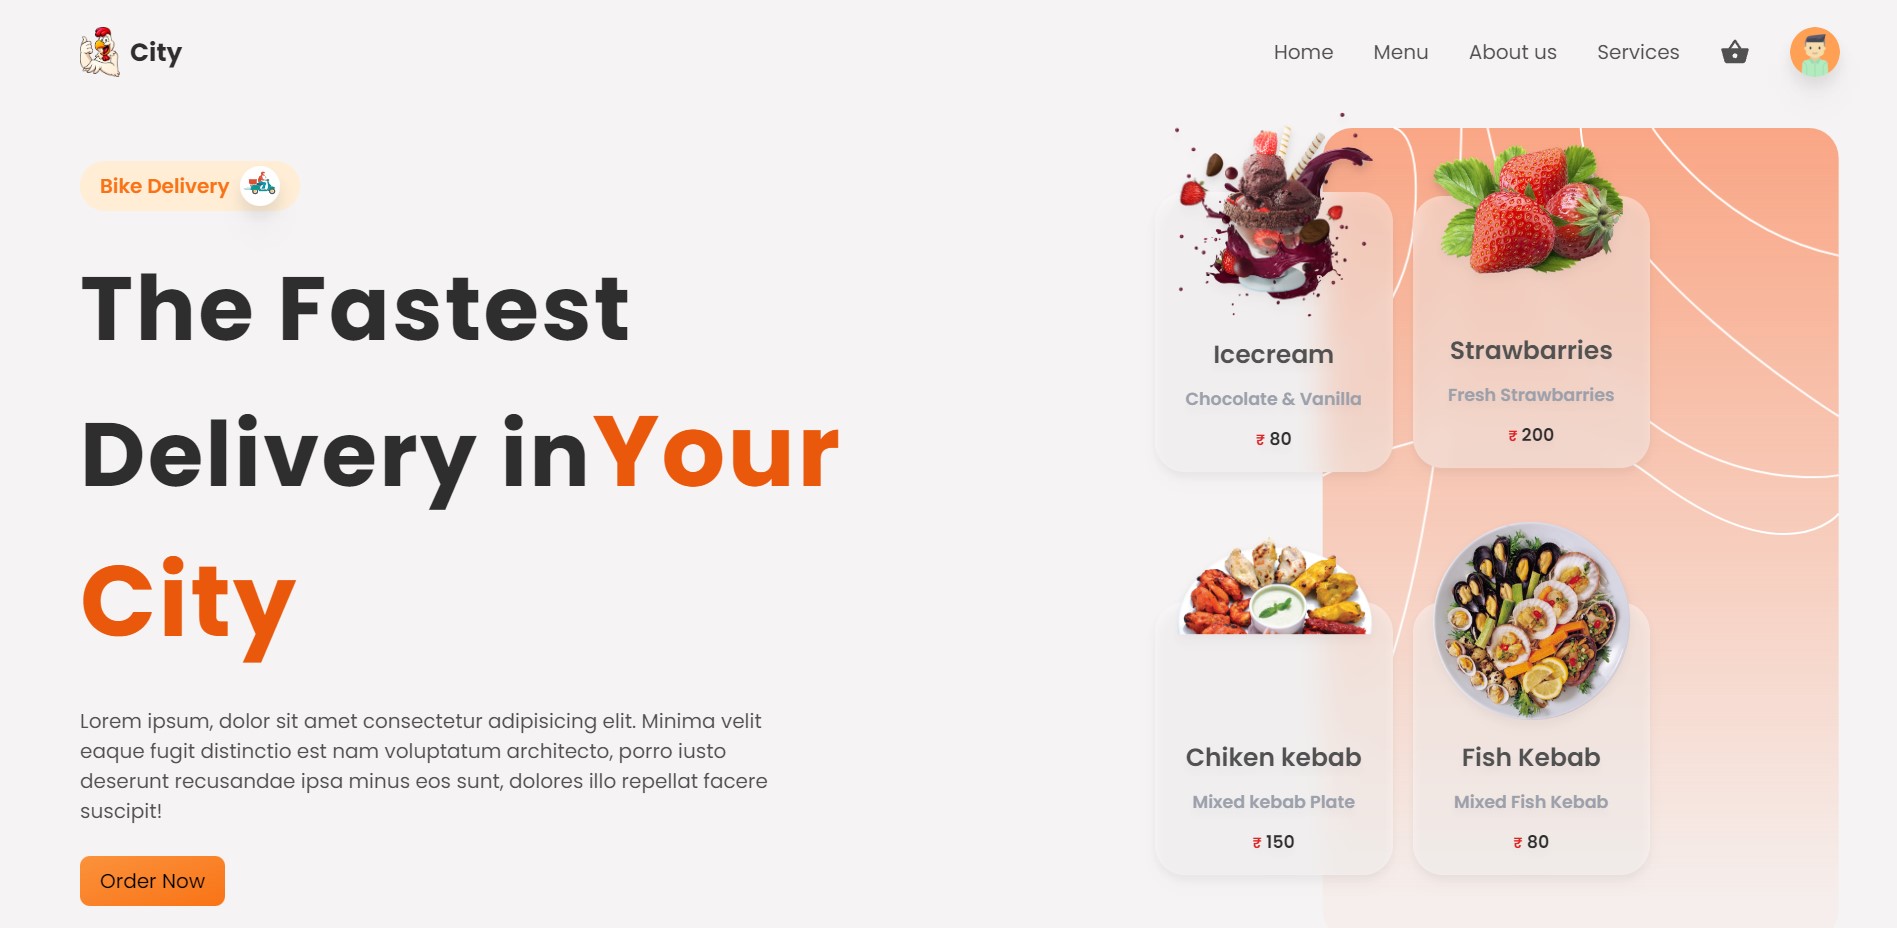 City
Home
Menu
About us
Services
Bike Delivery
The Fastest
Delivery in Your
City
Lorem ipsum, dolor sit amet consectetur adipisicing elit. Minima velit
eaque fugit distinctio est nam voluptatum architecto, porro iusto
deserunt recusandae ipsa minus eos sunt, dolores illo repellat facere
suscipit!
Order Now
Icecream
Chocolate & Vanilla
₹ 80
Strawbarries
Fresh Strawbarries
₹ 200
Chiken kebab
Mixed kebab Plate
₹ 150
Fish Kebab
Mixed Fish Kebab
₹ 80